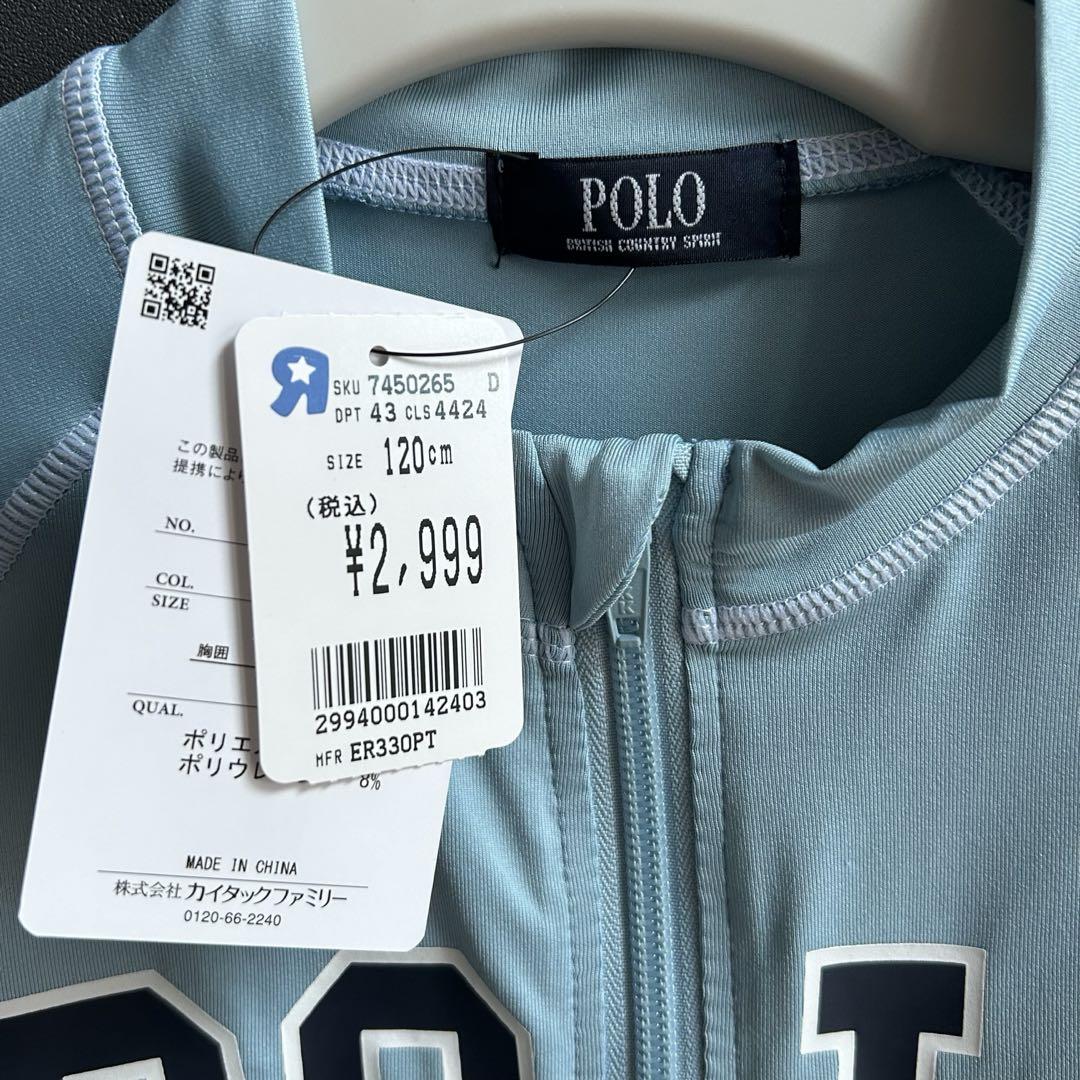 POLO
BRITISH COUNTRY SPIRIT
SKU 7450265 D
DPT 43 CLS 4424
SIZE 120cm
(税込)
¥2,999
2994000142403
MFR ER330PT
この製品
提携によ
NO.
COL.
SIZE
胸囲
QUAL.
ポリエ
ポリウレ
8%
MADE IN CHINA
株式会社 カイタックファミリー
0120-66-2240